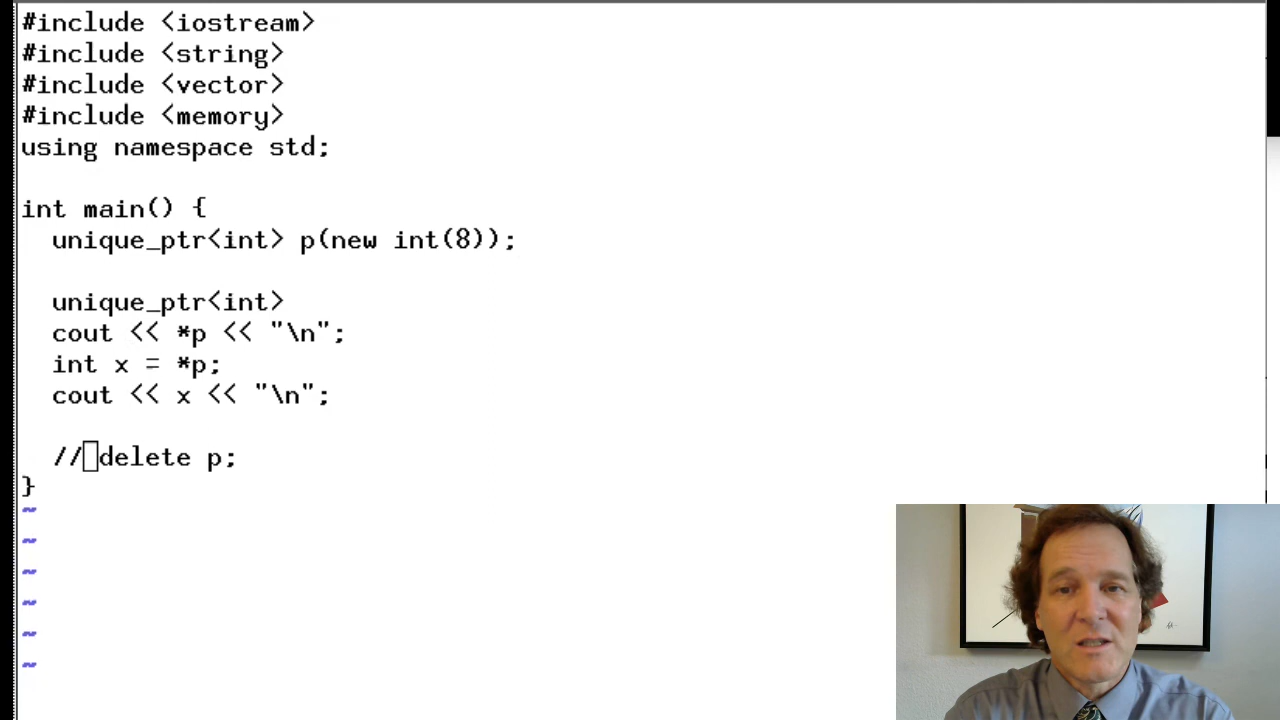 #include <iostream>
#include <string>
#include <vector>
#include <memory>
using namespace std;
int main() {
unique_ptr<int> p(new int(8));
unique_ptr<int>
cout << *p << "\n";
int x = *p;
cout << x << "\n";
// delete p;
}
~
~
~
~
~
~